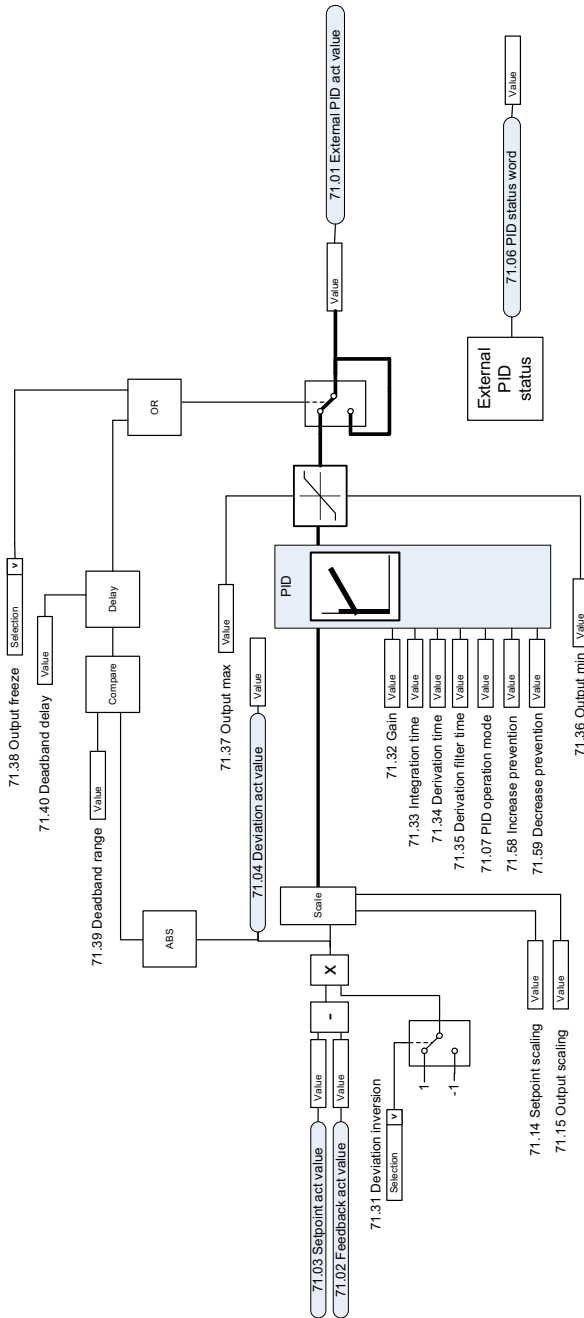 71.38 Output freeze
Selection
v
71.40 Deadband delay
Value
71.39 Deadband range
Value
Compare
Delay
OR
ABS
71.04 Deviation act value
Value
71.37 Output max
Value
71.03 Setpoint act value
Value
71.02 Feedback act value
Value
-
X
Scale
PID
Value
71.01 External PID act value
71.31 Deviation inversion
Selection
v
1
-1
71.14 Setpoint scaling
Value
71.15 Output scaling
Value
71.32 Gain
Value
71.33 Integration time
Value
71.34 Derivation time
Value
71.35 Derivation filter time
Value
71.07 PID operation mode
Value
71.58 Increase prevention
Value
71.59 Decrease prevention
Value
71.36 Output min
Value
External
PID
status
71.06 PID status word
Value